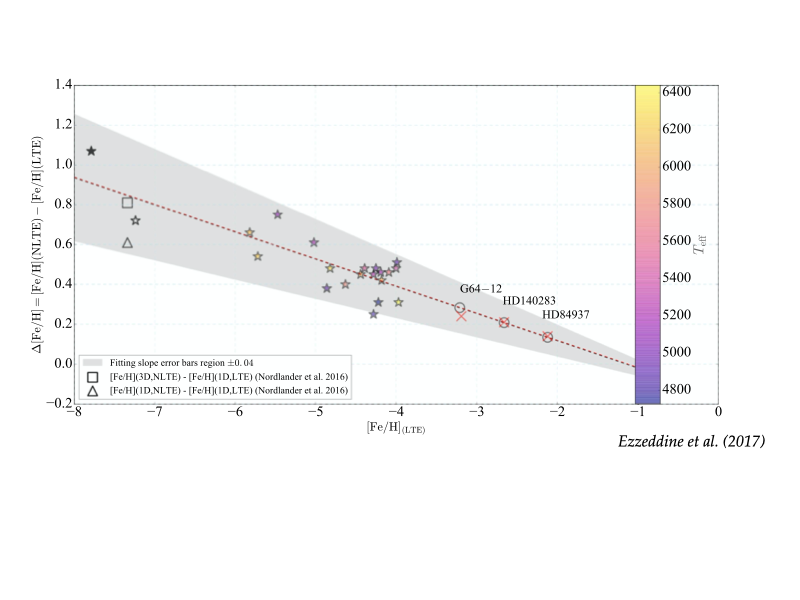 1.4
1.2
1.0
0.8
0.6
0.4
0.2
0.0
−0.2
Δ[Fe/H] = [Fe/H](NLTE) − [Fe/H](LTE)
G64−12
HD140283
HD84937
Fitting slope error bars region ±0.04
[Fe/H](3D,NLTE) - [Fe/H](1D,LTE) (Nordlander et al. 2016)
[Fe/H](1D,NLTE) - [Fe/H](1D,LTE) (Nordlander et al. 2016)
−8 −7 −6 −5 −4 −3 −2 −1 0
[Fe/H](LTE)
6400
6200
6000
5800
5600
5400
5200
5000
4800
Teff
Ezzeddine et al. (2017)